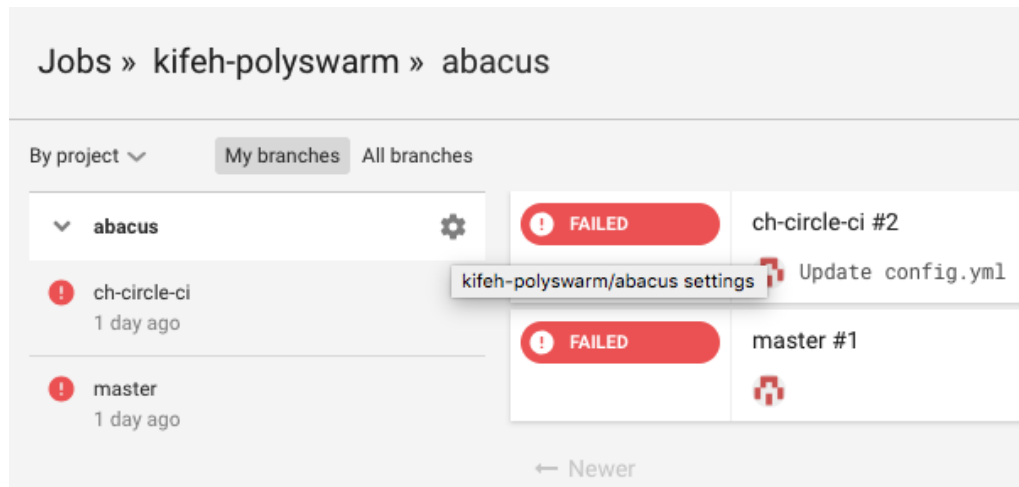 Jobs » kifeh-polyswarm » abacus
By project My branches All branches
abacus
ch-circle-ci
1 day ago
master
1 day ago
kifeh-polyswarm/abacus settings
FAILED ch-circle-ci #2
Update config.yml
FAILED master #1
← Newer